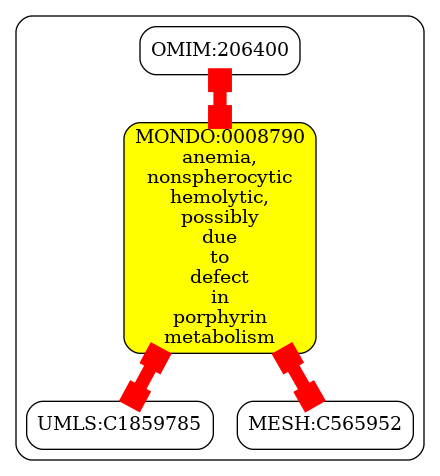 OMIM:206400
MONDO:0008790
anemia,
nonspherocytic
hemolytic,
possibly
due
to
defect
in
porphyrin
metabolism
UMLS:C1859785
MESH:C565952